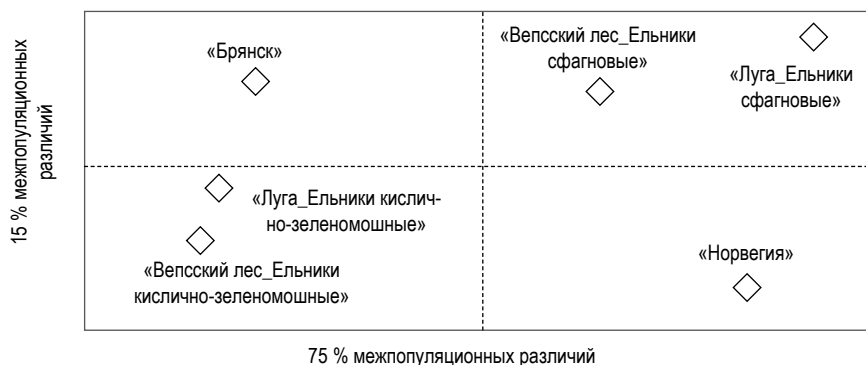 15 % межпопуляционных
различий
«Брянск»
«Вепсский лес_Ельники
сфагновые»
«Луга_Ельники
сфагновые»
«Луга_Ельники кислич-
но-зеленомошные»
«Вепсский лес_Ельники
кислично-зеленомошные»
«Норвегия»
75 % межпопуляционных различий